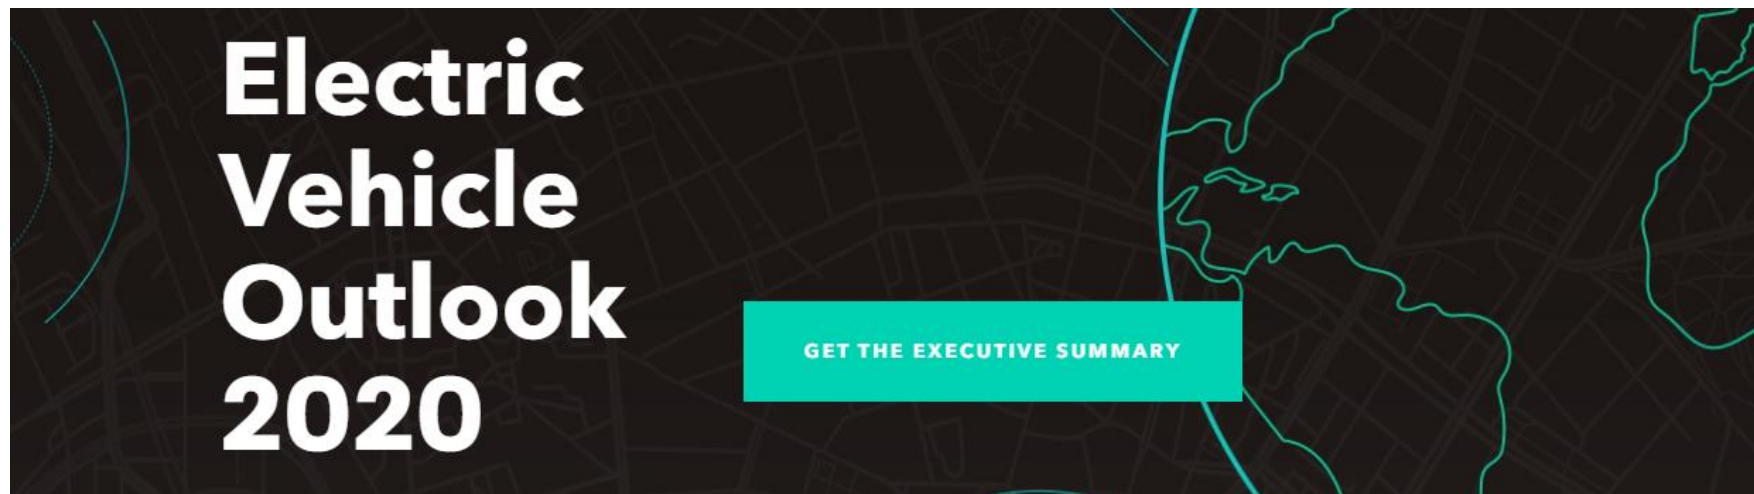 Electric
Vehicle
Outlook
2020
GET THE EXECUTIVE SUMMARY